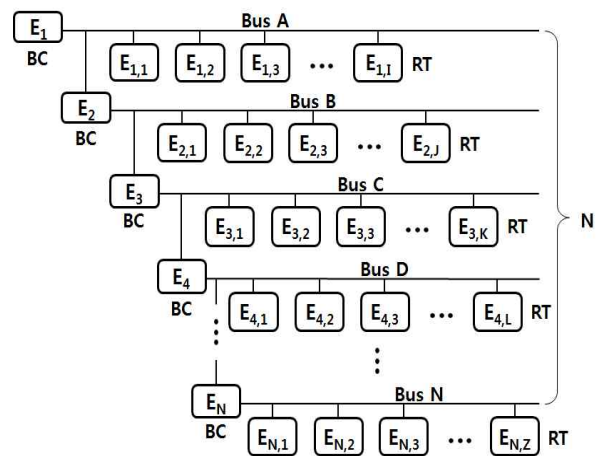 E1 Bus A
BC E1,1 E1,2 E1,3 ••• E1,I RT
E2 Bus B
BC E2,1 E2,2 E2,3 ••• E2,J RT
E3 Bus C
BC E3,1 E3,2 E3,3 ••• E3,K RT
N
E4 Bus D
BC E4,1 E4,2 E4,3 ••• E4,L RT
EN Bus N
BC EN,1 EN,2 EN,3 ••• EN,Z RT